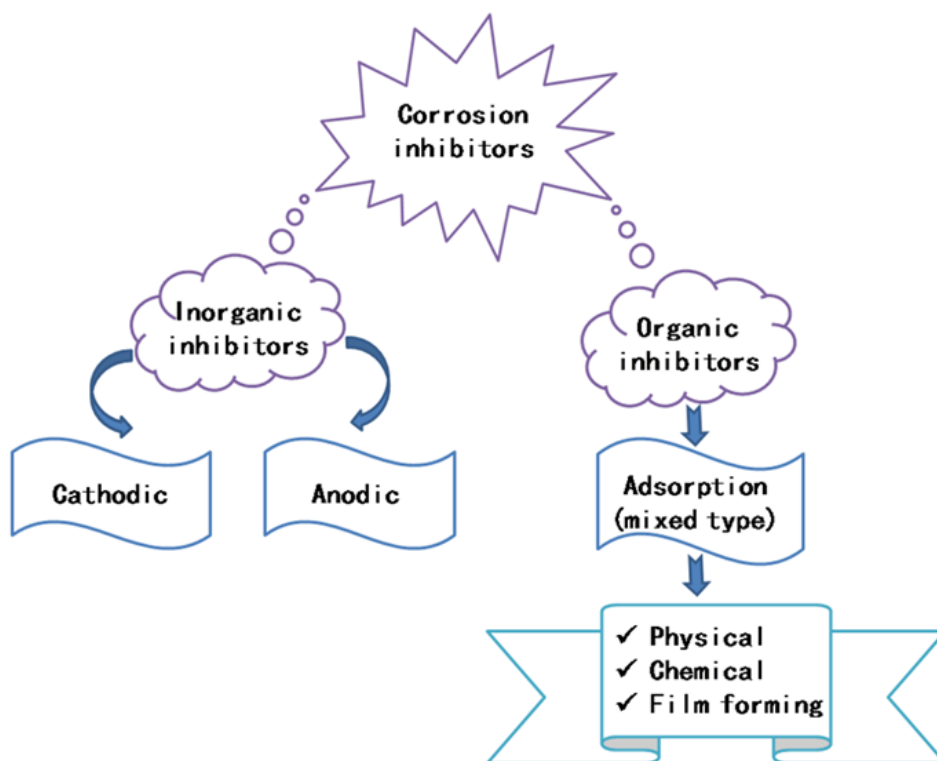 Corrosion
inhibitors
Inorganic
inhibitors
Organic
inhibitors
Cathodic
Anodic
Adsorption
(mixed type)
✓ Physical
✓ Chemical
✓ Film forming